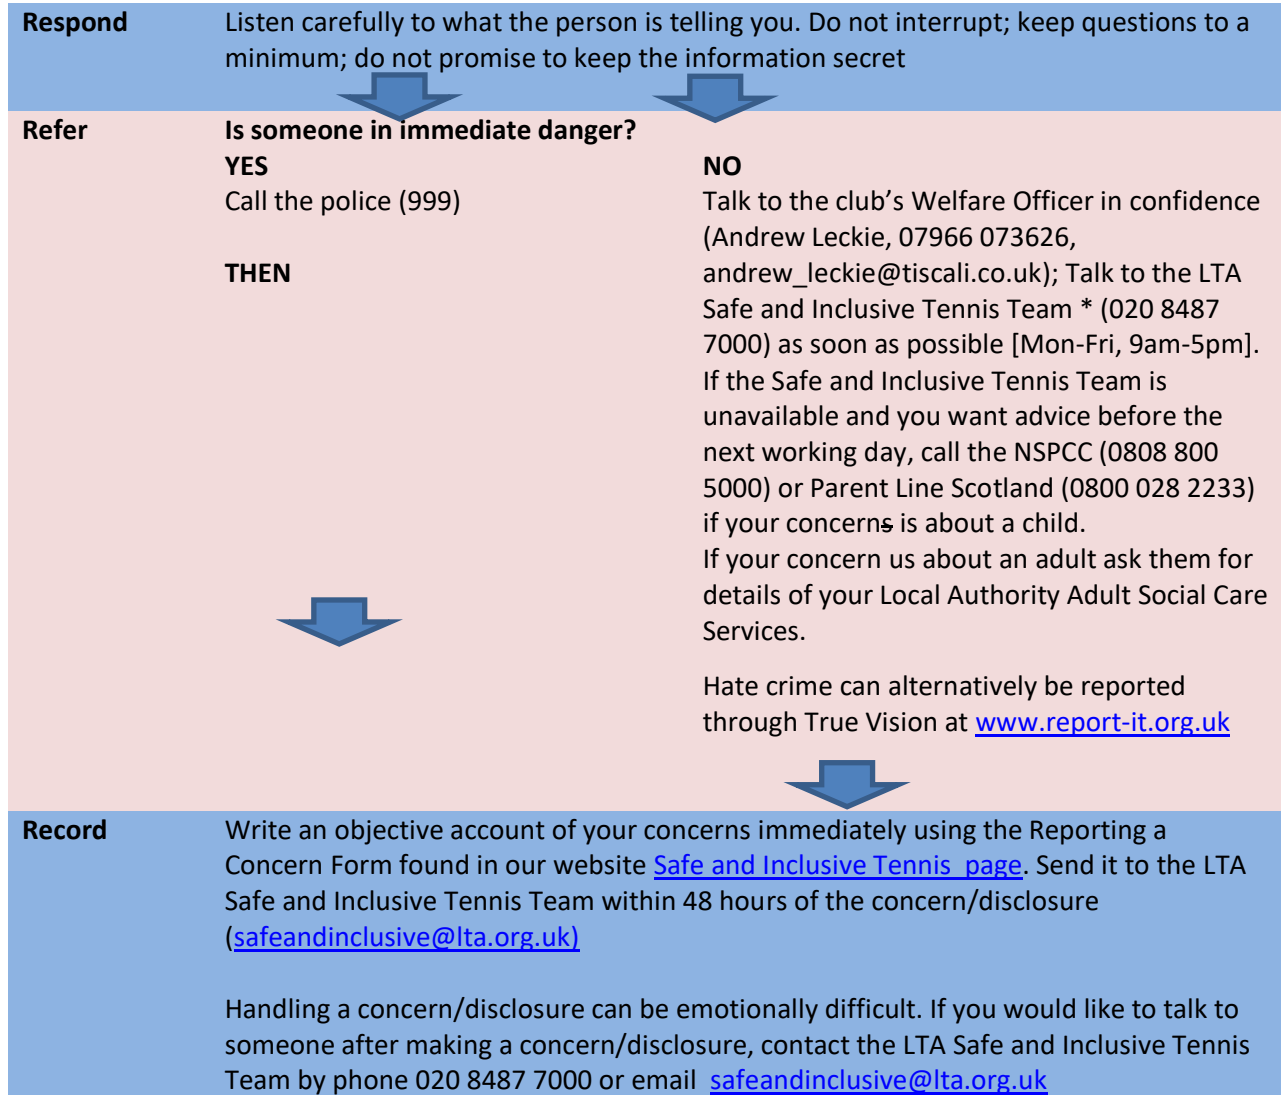 Respond
Listen carefully to what the person is telling you. Do not interrupt; keep questions to a
minimum; do not promise to keep the information secret
Refer
Is someone in immediate danger?
YES
Call the police (999)
THEN
NO
Talk to the club’s Welfare Officer in confidence
(Andrew Leckie, 07966 073626,
andrew_leckie@tiscali.co.uk); Talk to the LTA
Safe and Inclusive Tennis Team * (020 8487
7000) as soon as possible [Mon-Fri, 9am-5pm].
If the Safe and Inclusive Tennis Team is
unavailable and you want advice before the
next working day, call the NSPCC (0808 800
5000) or Parent Line Scotland (0800 028 2233)
if your concerns is about a child.
If your concern us about an adult ask them for
details of your Local Authority Adult Social Care
Services.
Hate crime can alternatively be reported
through True Vision at www.report-it.org.uk
Record
Write an objective account of your concerns immediately using the Reporting a
Concern Form found in our website Safe and Inclusive Tennis page. Send it to the LTA
Safe and Inclusive Tennis Team within 48 hours of the concern/disclosure
(safeandinclusive@lta.org.uk)
Handling a concern/disclosure can be emotionally difficult. If you would like to talk to
someone after making a concern/disclosure, contact the LTA Safe and Inclusive Tennis
Team by phone 020 8487 7000 or email safeandinclusive@lta.org.uk